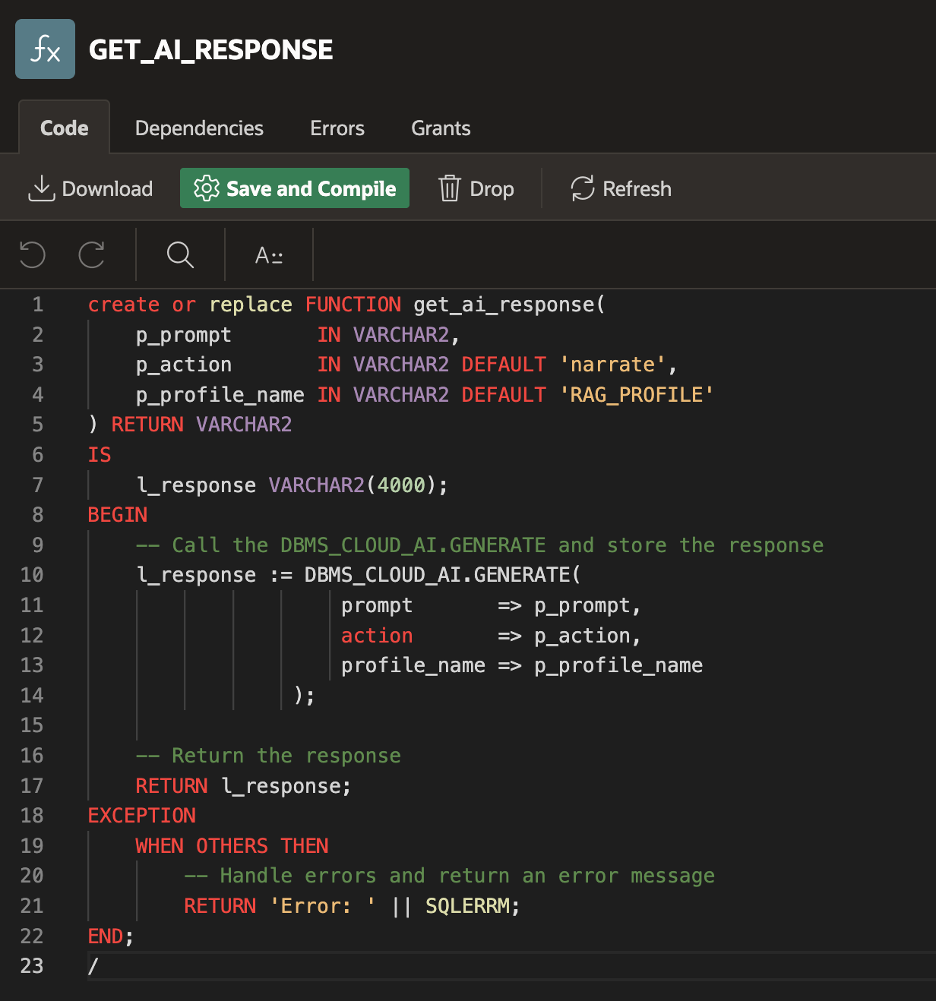 fx GET_AI_RESPONSE
Code Dependencies Errors Grants
Download Save and Compile Drop Refresh
A
1 create or replace FUNCTION get_ai_response(
2     p_prompt       IN VARCHAR2,
3     p_action       IN VARCHAR2 DEFAULT 'narrate',
4     p_profile_name IN VARCHAR2 DEFAULT 'RAG_PROFILE'
5 ) RETURN VARCHAR2
6 IS
7     l_response VARCHAR2(4000);
8 BEGIN
9     -- Call the DBMS_CLOUD_AI.GENERATE and store the response
10     l_response := DBMS_CLOUD_AI.GENERATE(
11                      prompt       => p_prompt,
12                      action       => p_action,
13                      profile_name => p_profile_name
14                  );
15
16     -- Return the response
17     RETURN l_response;
18 EXCEPTION
19     WHEN OTHERS THEN
20         -- Handle errors and return an error message
21         RETURN 'Error: ' || SQLERRM;
22 END;
23 /